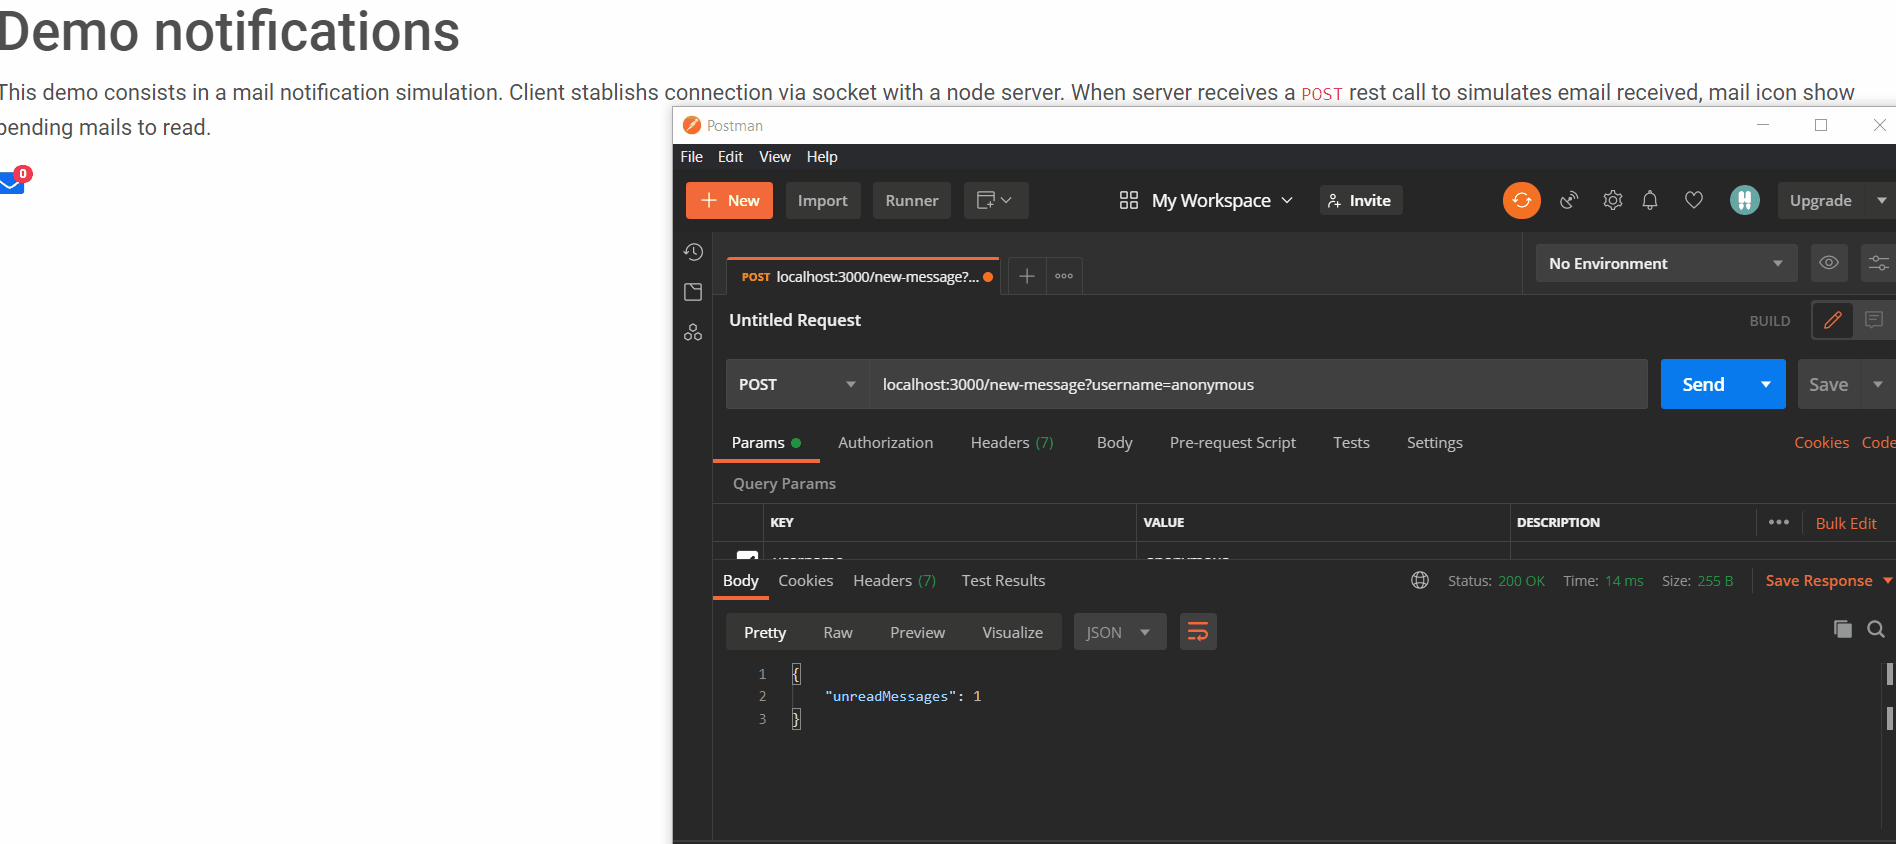 Demo notifications
This demo consists in a mail notification simulation. Client stablishs connection via socket with a node server. When server receives a POST rest call to simulates email received, mail icon show
pending mails to read.
0
Postman
File Edit View Help
New Import Runner My Workspace Invite Upgrade
POST localhost:3000/new-message?... No Environment
Untitled Request BUILD
POST localhost:3000/new-message?username=anonymous Send Save
Params Authorization Headers (7) Body Pre-request Script Tests Settings Cookies Code
Query Params
KEY VALUE DESCRIPTION Bulk Edit
username anonymous
Body Cookies Headers (7) Test Results Status: 200 OK Time: 14 ms Size: 255 B Save Response
Pretty Raw Preview Visualize JSON
1 {
2 "unreadMessages": 1
3 }